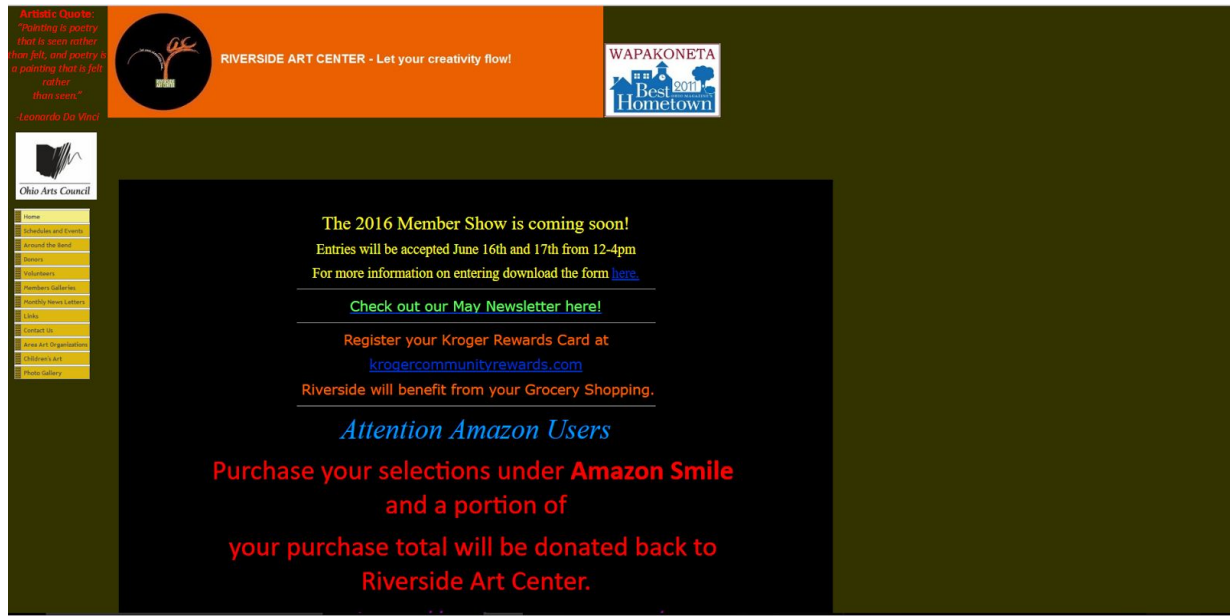 Artistic Quote:
"Painting is poetry
that is seen rather
than felt, and poetry is
a painting that is felt
rather
than seen."
-Leonardo Da Vinci
ac
RIVERSIDE ART CENTER - Let your creativity flow!
WAPAKONETA
Best 2011
Hometown
Ohio Arts Council
Home
Schedules and Events
Around the Bend
Donors
Volunteers
Members Galleries
Monthly News Letters
Links
Contact Us
Area Art Organizations
Children's Art
Photo Gallery
The 2016 Member Show is coming soon!
Entries will be accepted June 16th and 17th from 12-4pm
For more information on entering download the form here.
Check out our May Newsletter here!
Register your Kroger Rewards Card at
krogercommunityrewards.com
Riverside will benefit from your Grocery Shopping.
Attention Amazon Users
Purchase your selections under Amazon Smile
and a portion of
your purchase total will be donated back to
Riverside Art Center.